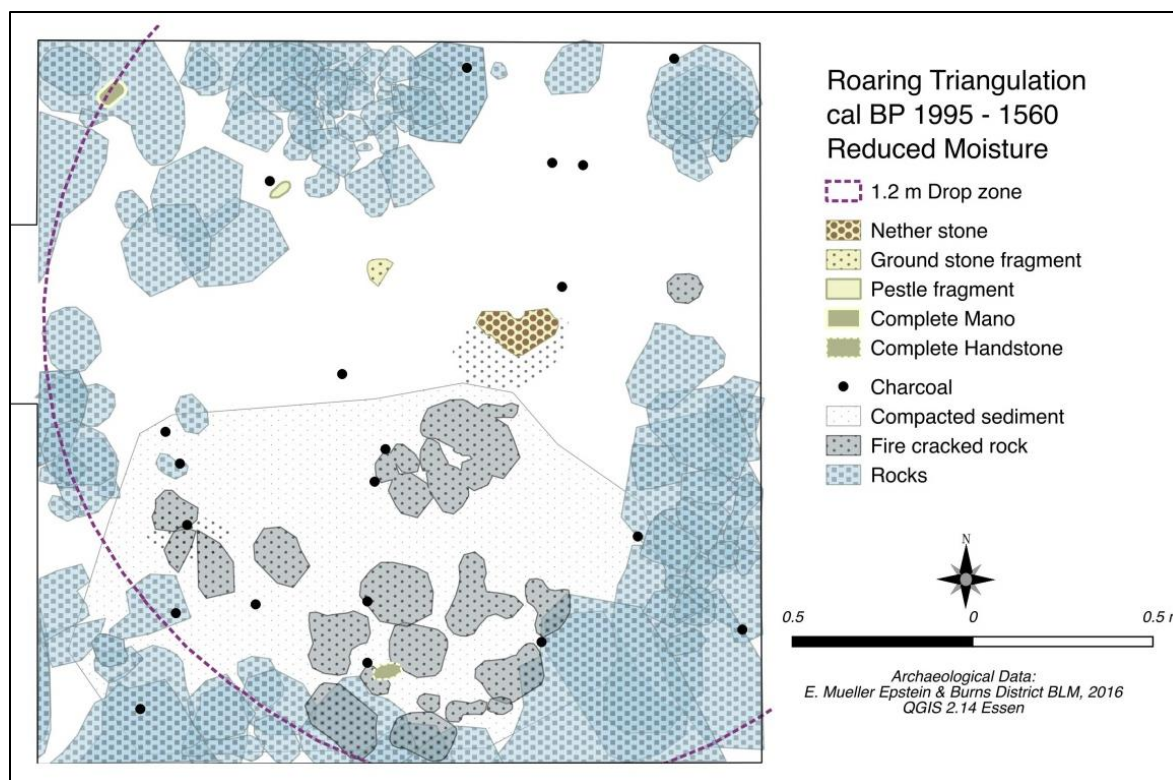 Roaring Triangulation
cal BP 1995 - 1560
Reduced Moisture
1.2 m Drop zone
Nether stone
Ground stone fragment
Pestle fragment
Complete Mano
Complete Handstone
Charcoal
Compacted sediment
Fire cracked rock
Rocks
N
0.5 0 0.5 m
Archaeological Data:
E. Mueller Epstein & Burns District BLM, 2016
QGIS 2.14 Essen